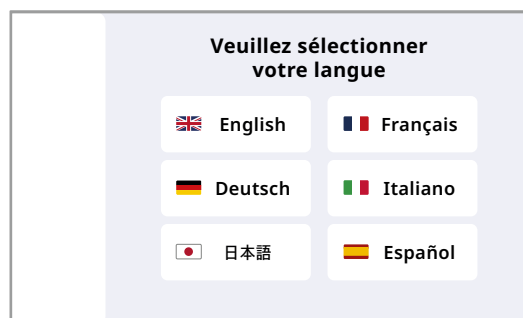 Veuillez sélectionner
votre langue
English
Français
Deutsch
Italiano
日本語
Español